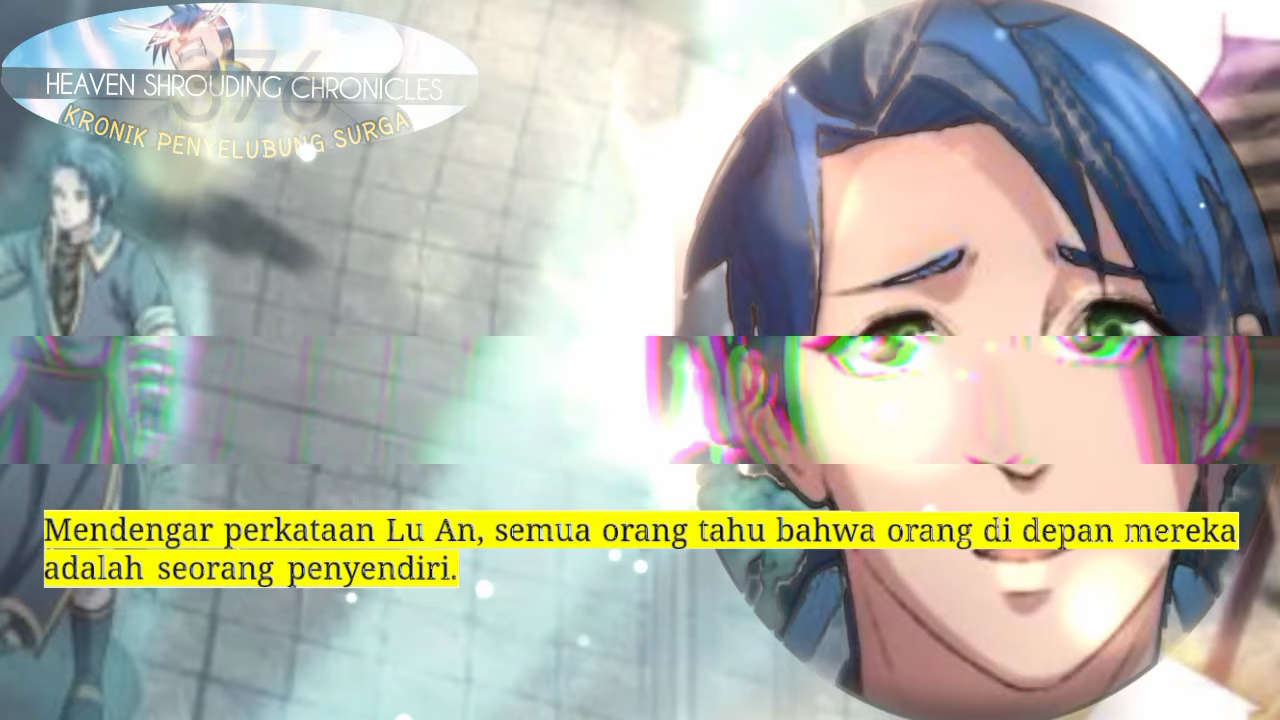 376
HEAVEN SHROUDING CHRONICLES
KRONIK PENYELUBUNG SURGA
Mendengar perkataan Lu An, semua orang tahu bahwa orang di depan mereka
adalah seorang penyendiri.